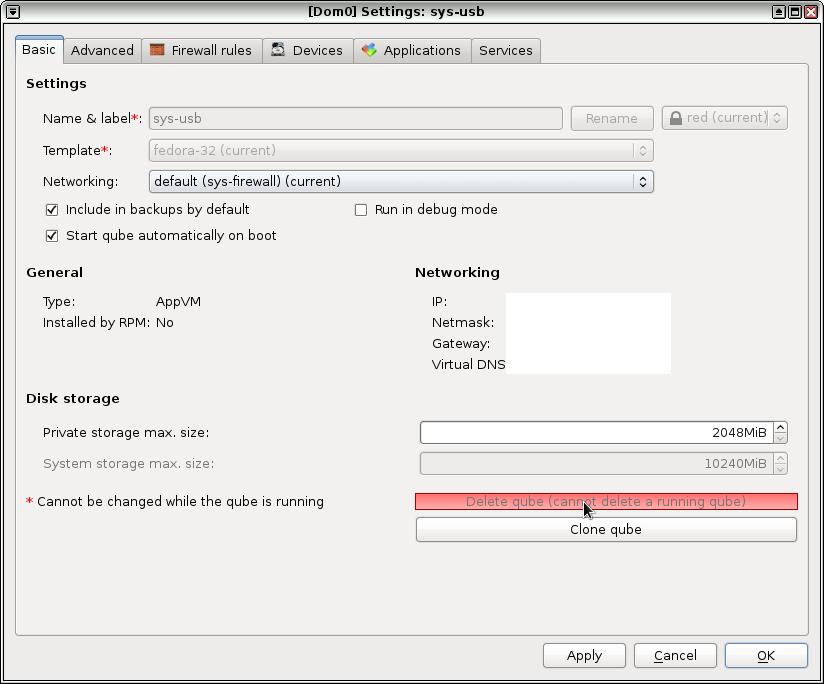 [Dom0] Settings: sys-usb
Basic Advanced Firewall rules Devices Applications Services
Settings
Name & label*: sys-usb Rename red (current)
Template*: fedora-32 (current)
Networking: default (sys-firewall) (current)
Include in backups by default Run in debug mode
Start qube automatically on boot
General Networking
Type: AppVM IP:
Installed by RPM: No Netmask:
Gateway:
Virtual DNS
Disk storage
Private storage max. size: 2048MiB
System storage max. size: 10240MiB
* Cannot be changed while the qube is running Delete qube (cannot delete a running qube)
Clone qube
Apply Cancel OK